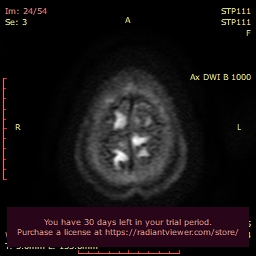 Im: 24/54
Se: 3
A
STP111
STP111
F
Ax DWI B 1000
R
L
You have 30 days left in your trial period.
Purchase a license at https://radiantviewer.com/store/